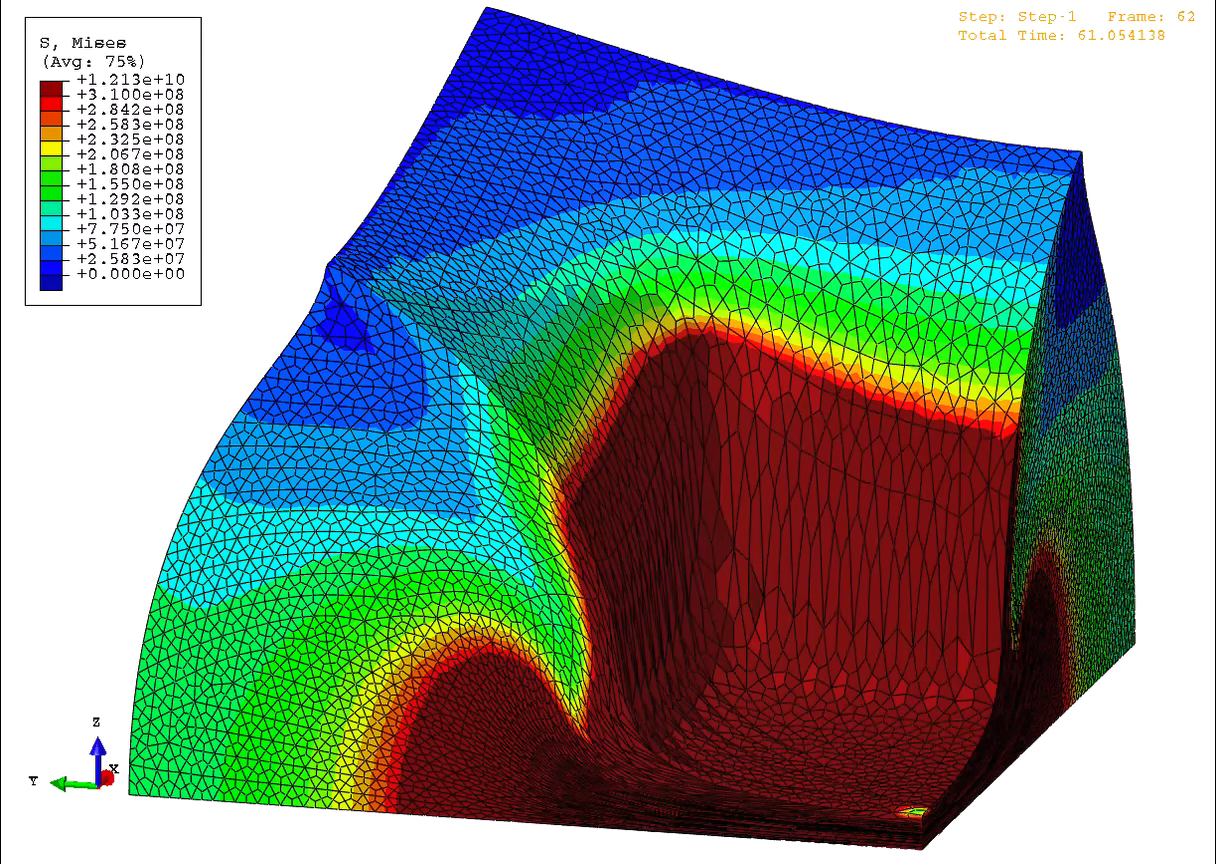 S, Mises
(Avg: 75%)
+1.213e+10
+3.100e+08
+2.842e+08
+2.583e+08
+2.325e+08
+2.067e+08
+1.808e+08
+1.550e+08
+1.292e+08
+1.033e+08
+7.750e+07
+5.167e+07
+2.583e+07
+0.000e+00
Step: Step-1 Frame: 62
Total Time: 61.054138
Z
Y
X